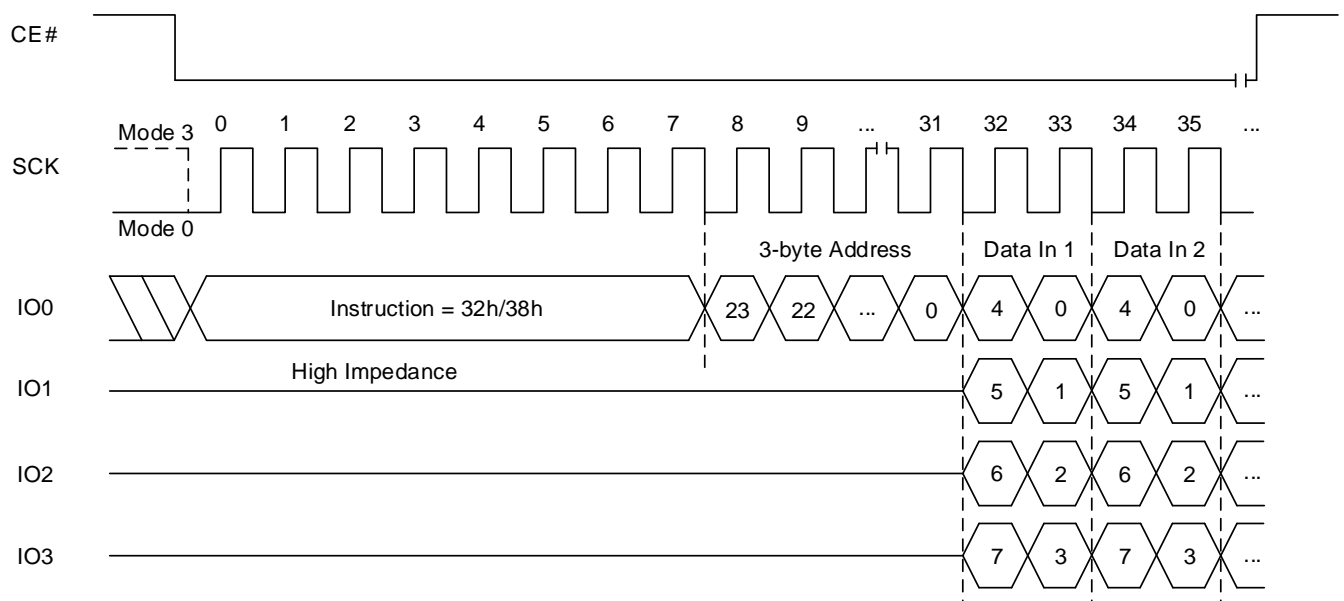 CE#
Mode 3 0 1 2 3 4 5 6 7 8 9 ... 31 32 33 34 35 ...
SCK
Mode 0
3-byte Address Data In 1 Data In 2
IO0 Instruction = 32h/38h 23 22 ... 0 4 0 4 0 ...
High Impedance
IO1 5 1 5 1 ...
IO2 6 2 6 2 ...
IO3 7 3 7 3 ...